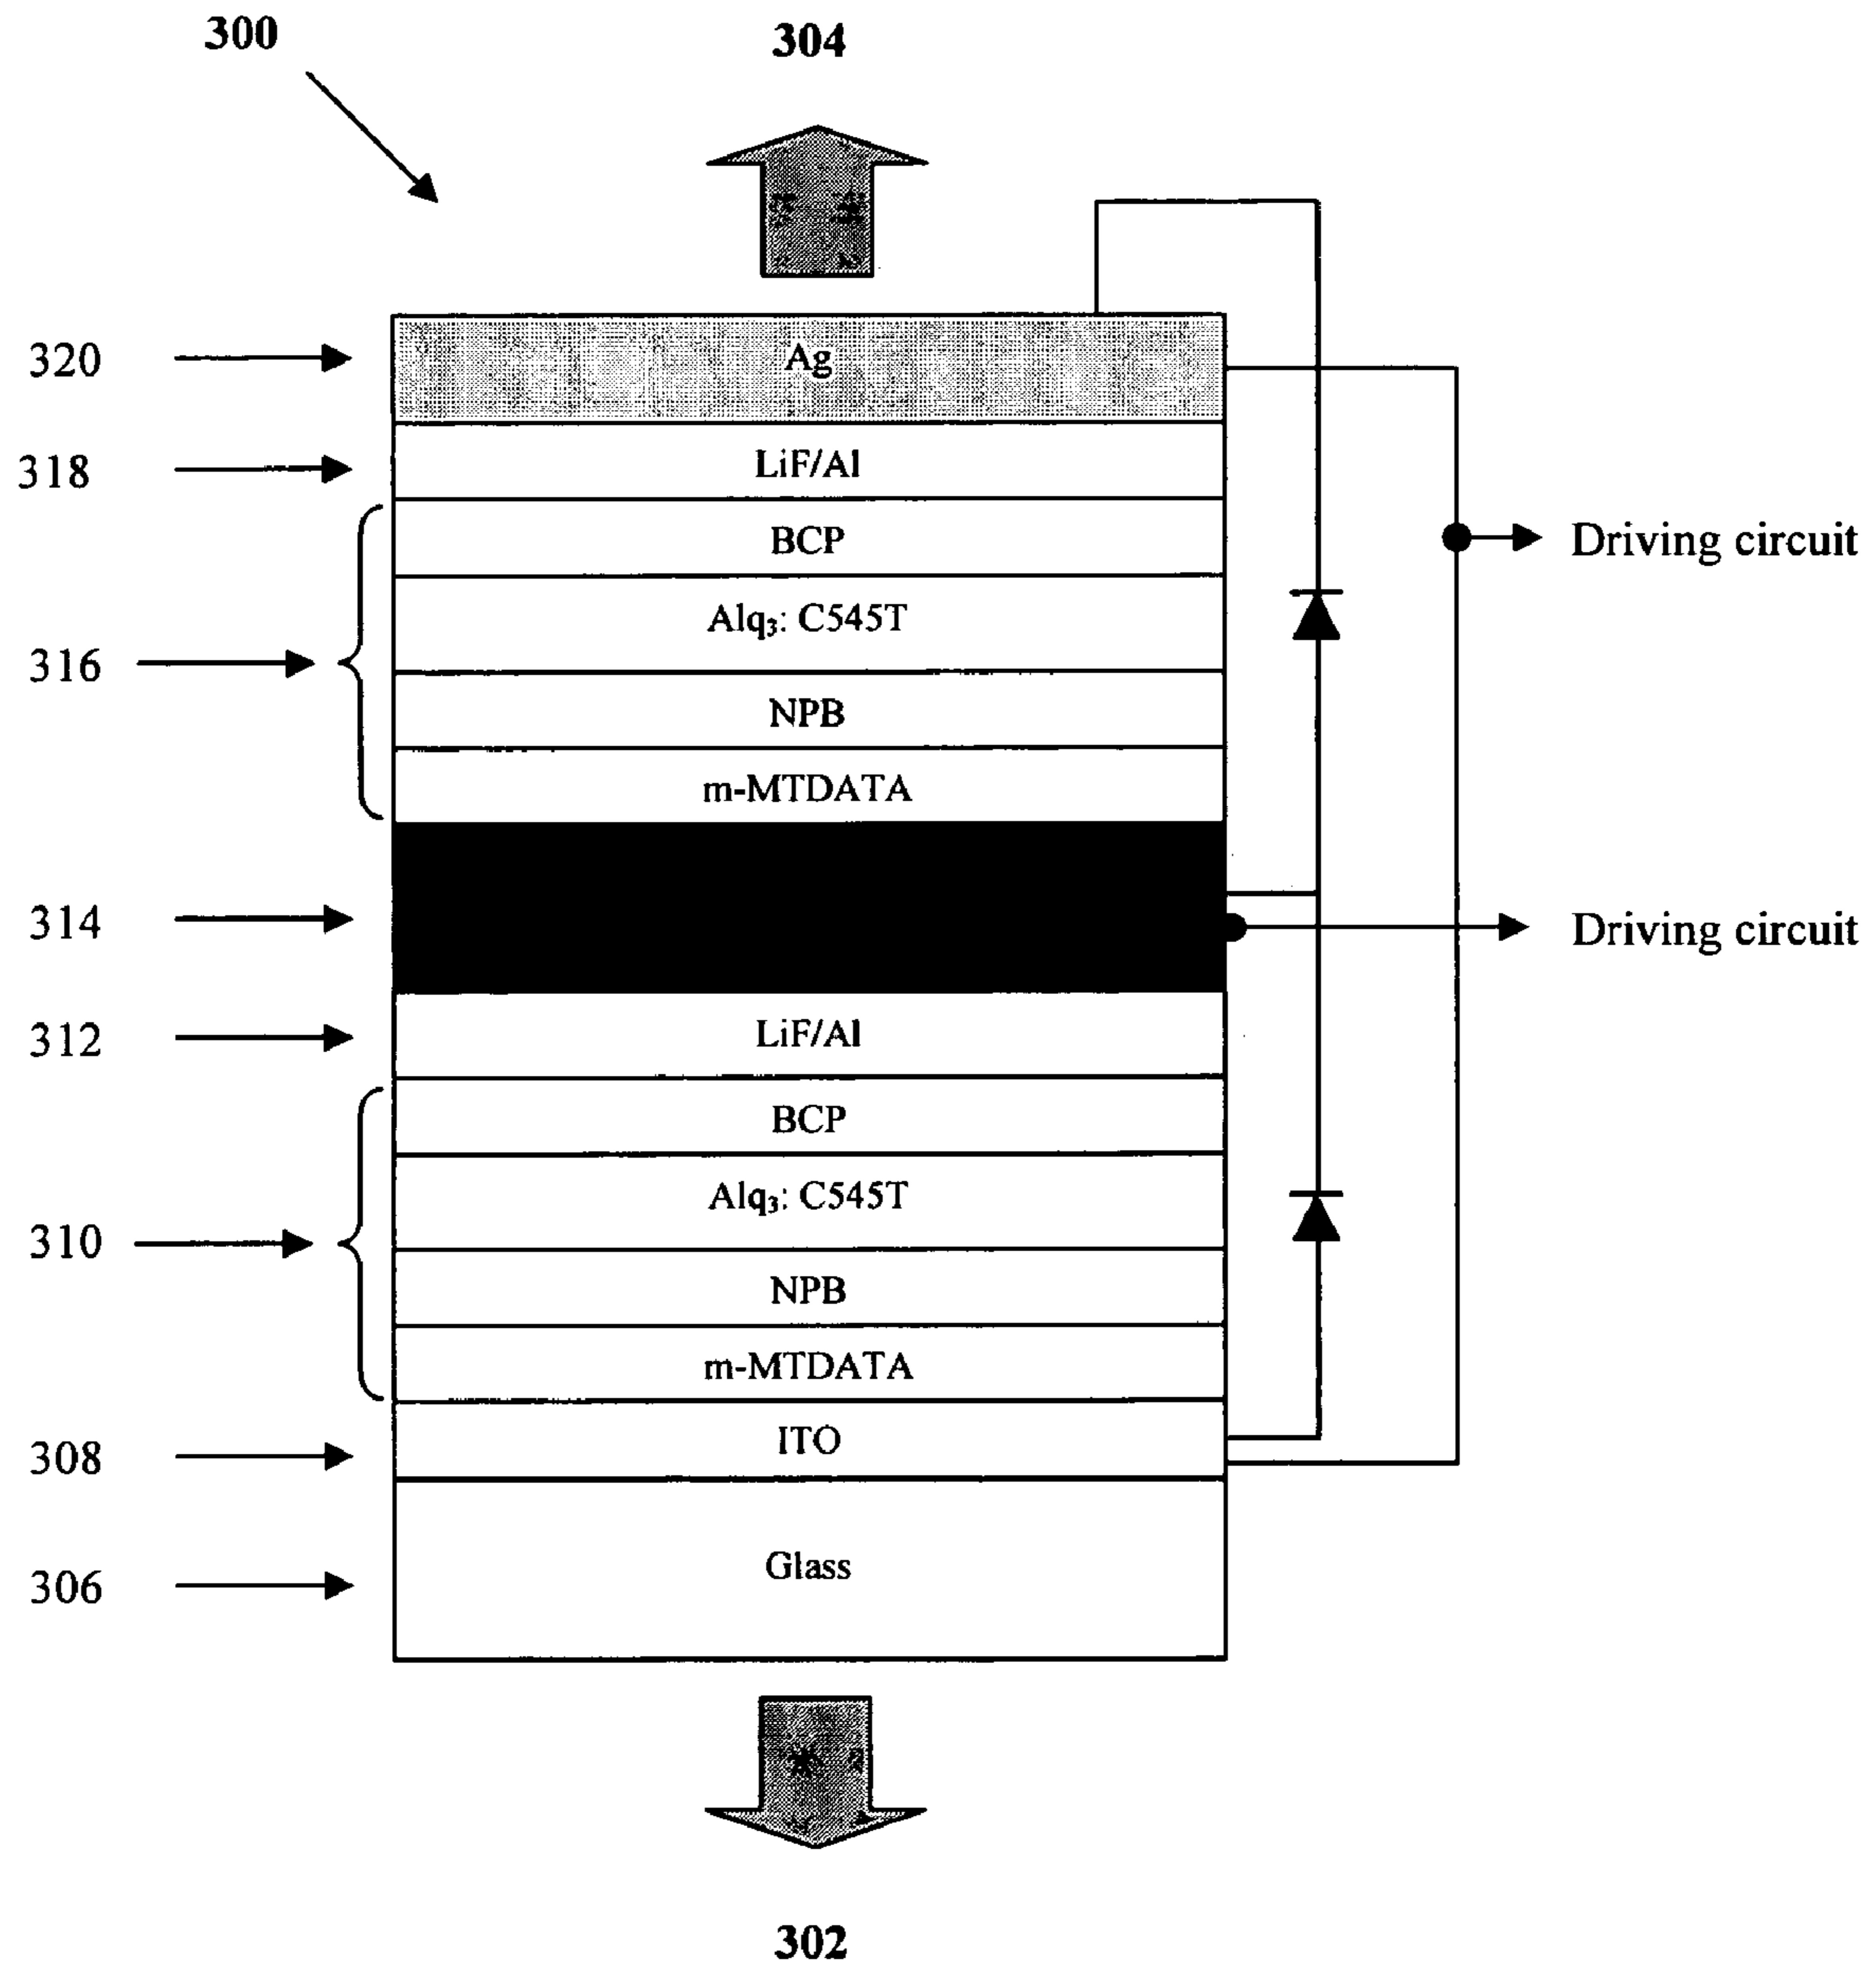 300
304
320
Ag
318
LiF/Al
BCP
Driving circuit
Alq₃: C545T
316
NPB
m-MTDATA
314
Driving circuit
312
LiF/Al
BCP
Alq₃: C545T
310
NPB
m-MTDATA
308
ITO
306
Glass
302